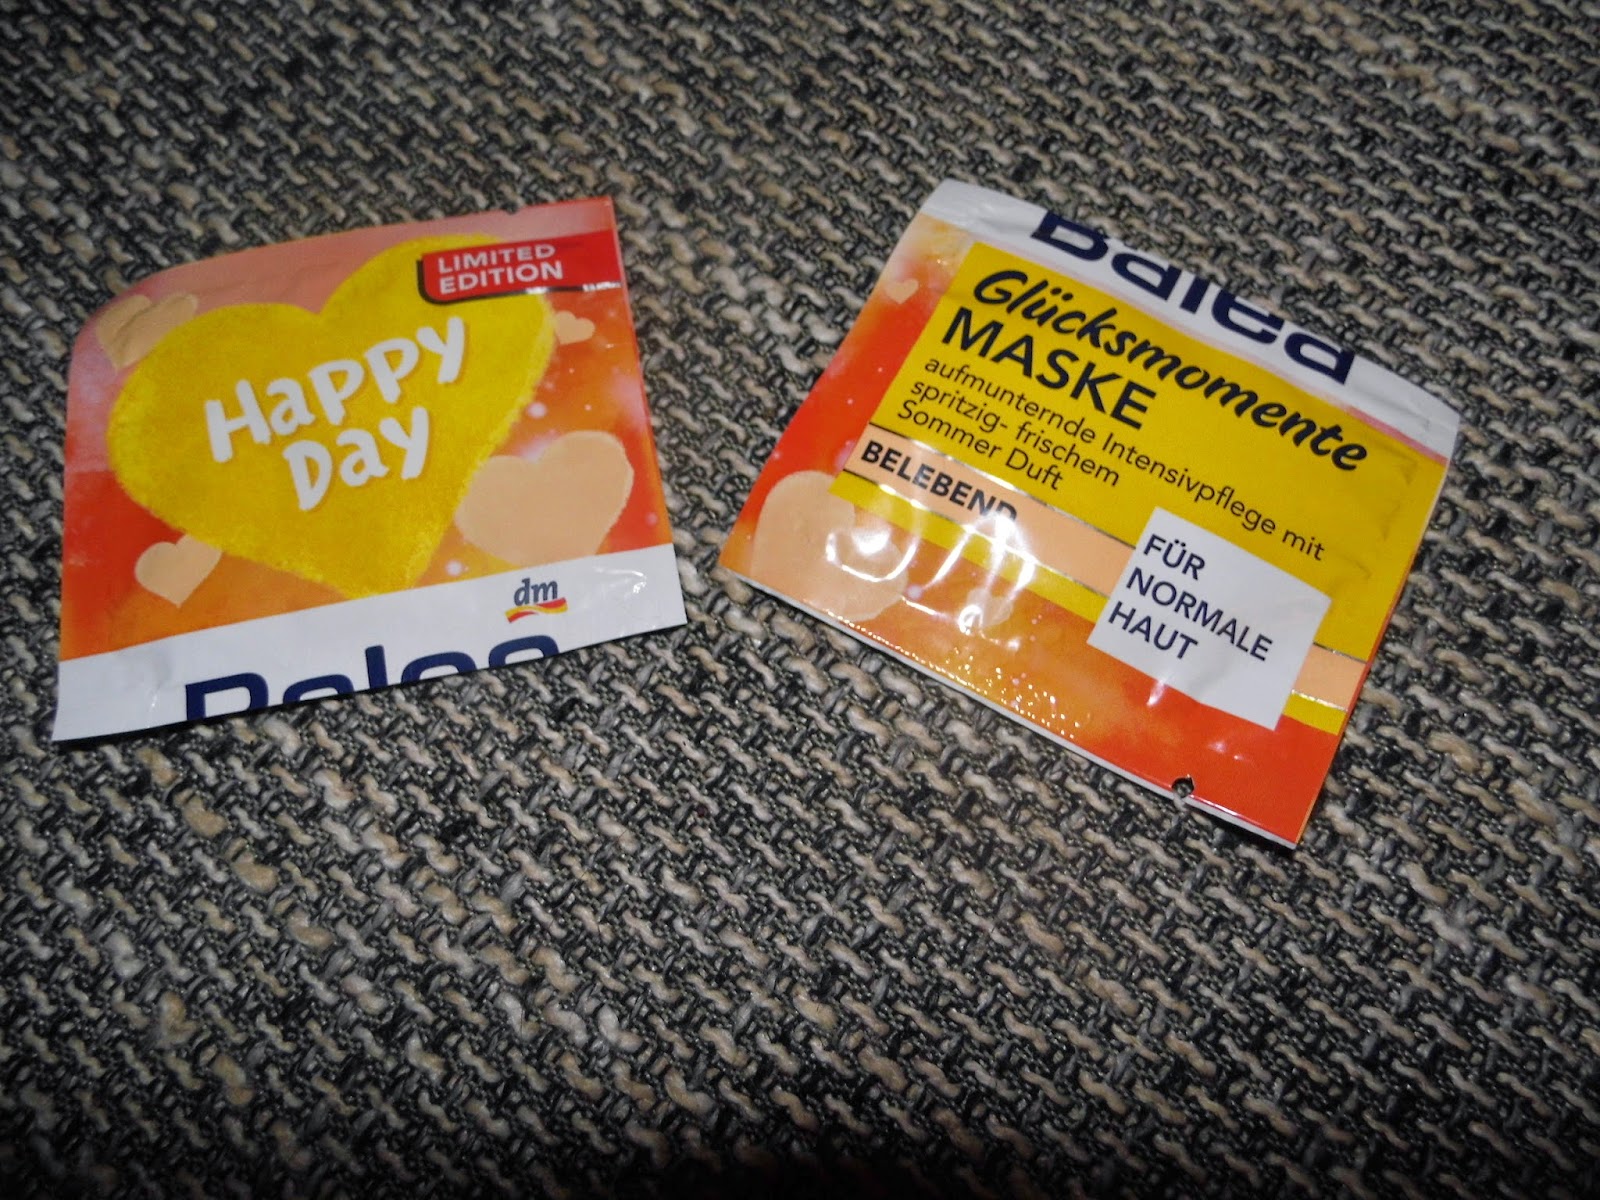 LIMITED
EDITION
Happy
Day
dm
Balea
Balea
Glücksmomente
MASKE
aufmunternde Intensivpflege mit
spritzig- frischem
Sommer Duft
BELEBEND
FÜR
NORMALE
HAUT